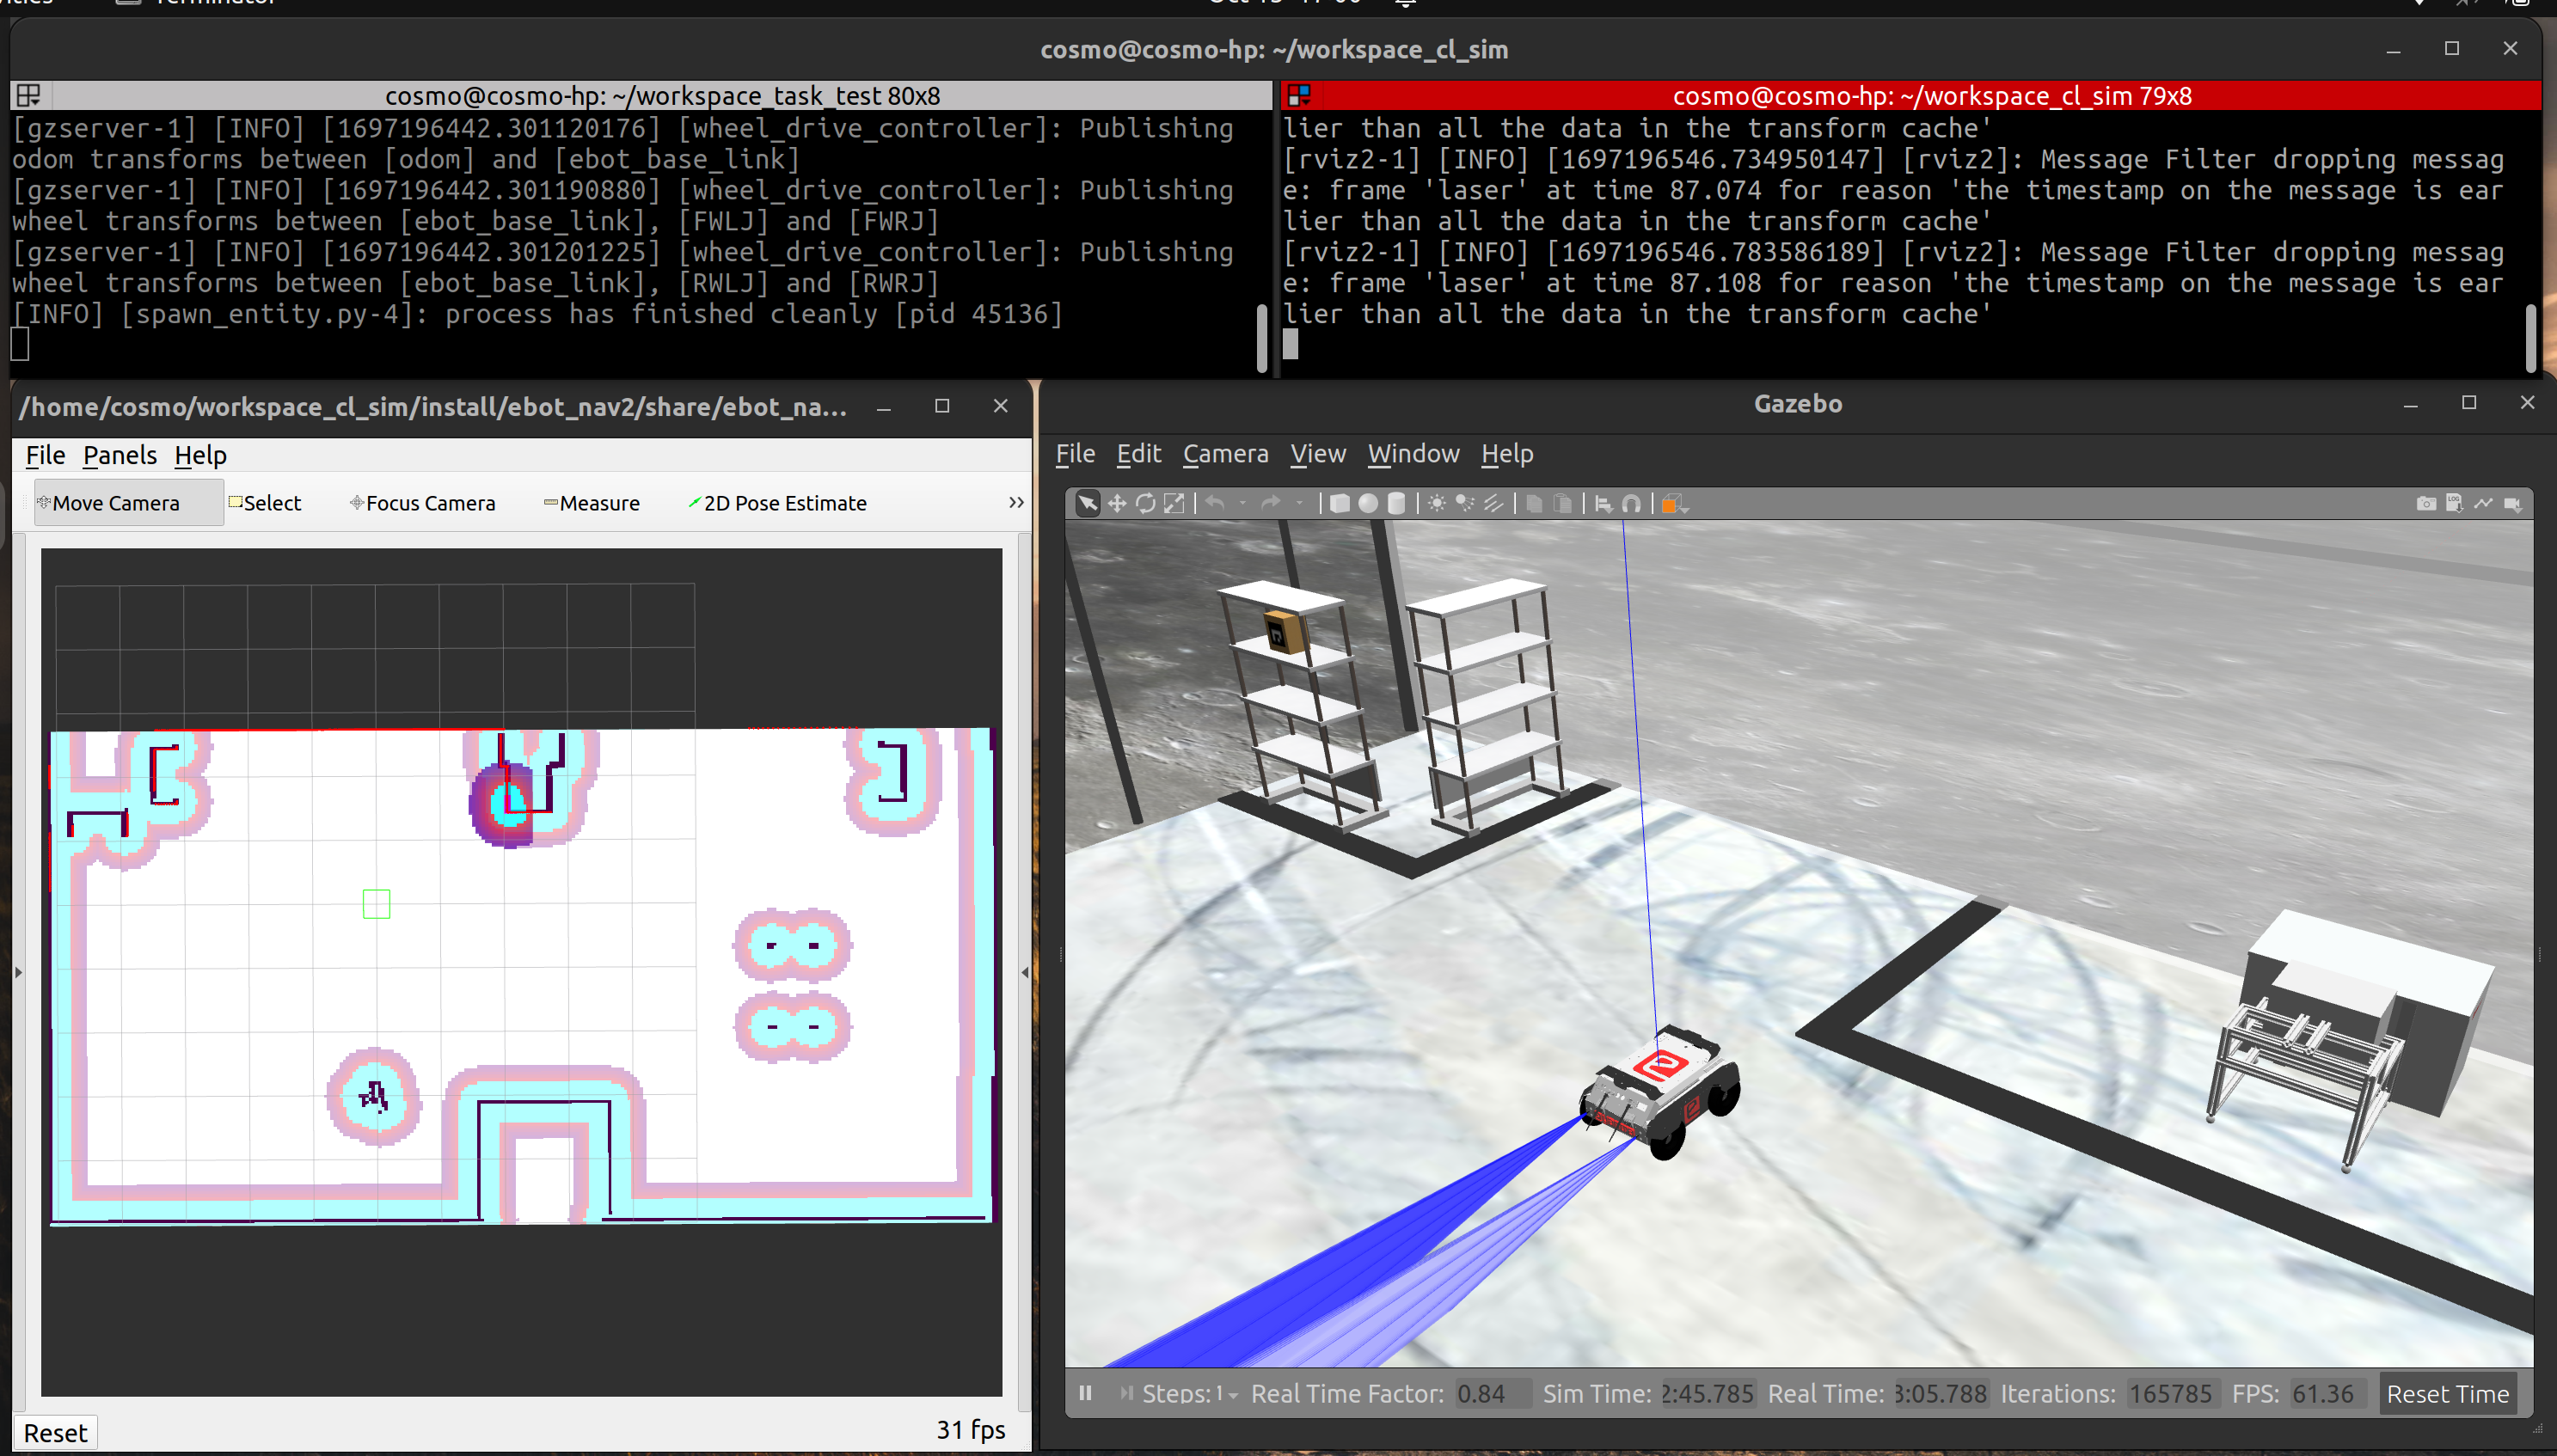 Terminator
cosmo@cosmo-hp: ~/workspace_cl_sim
cosmo@cosmo-hp: ~/workspace_task_test 80x8
[gzserver-1] [INFO] [1697196442.301120176] [wheel_drive_controller]: Publishing
odom transforms between [odom] and [ebot_base_link]
[gzserver-1] [INFO] [1697196442.301190880] [wheel_drive_controller]: Publishing
wheel transforms between [ebot_base_link], [FWLJ] and [FWRJ]
[gzserver-1] [INFO] [1697196442.301201225] [wheel_drive_controller]: Publishing
wheel transforms between [ebot_base_link], [RWLJ] and [RWRJ]
[INFO] [spawn_entity.py-4]: process has finished cleanly [pid 45136]
cosmo@cosmo-hp: ~/workspace_cl_sim 79x8
lier than all the data in the transform cache'
[rviz2-1] [INFO] [1697196546.734950147] [rviz2]: Message Filter dropping messag
e: frame 'laser' at time 87.074 for reason 'the timestamp on the message is ear
lier than all the data in the transform cache'
[rviz2-1] [INFO] [1697196546.783586189] [rviz2]: Message Filter dropping messag
e: frame 'laser' at time 87.108 for reason 'the timestamp on the message is ear
lier than all the data in the transform cache'
/home/cosmo/workspace_cl_sim/install/ebot_nav2/share/ebot_na...
File Panels Help
Move Camera Select Focus Camera Measure 2D Pose Estimate »
Reset
31 fps
Gazebo
File Edit Camera View Window Help
Steps: 1 Real Time Factor: 0.84 Sim Time: 2:45.785 Real Time: 3:05.788 Iterations: 165785 FPS: 61.36 Reset Time